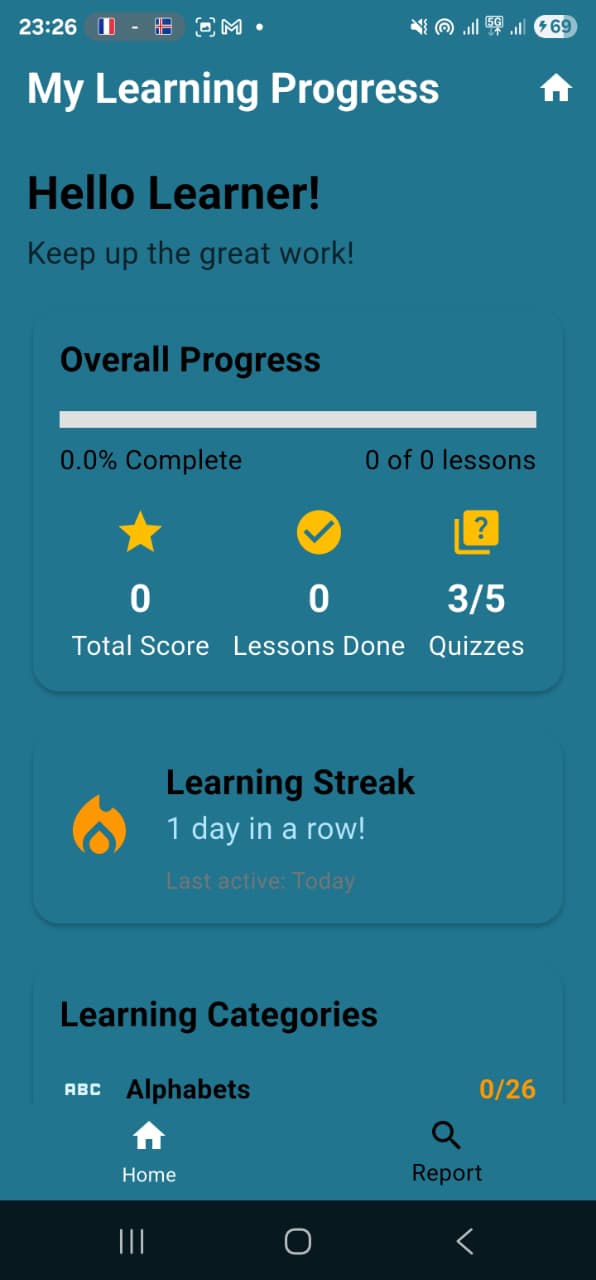 23:26 -
5G 69
My Learning Progress
Hello Learner!
Keep up the great work!
Overall Progress
0.0% Complete 0 of 0 lessons
?
0 0 3/5
Total Score Lessons Done Quizzes
Learning Streak
1 day in a row!
Last active: Today
Learning Categories
ABC Alphabets 0/26
Home Report